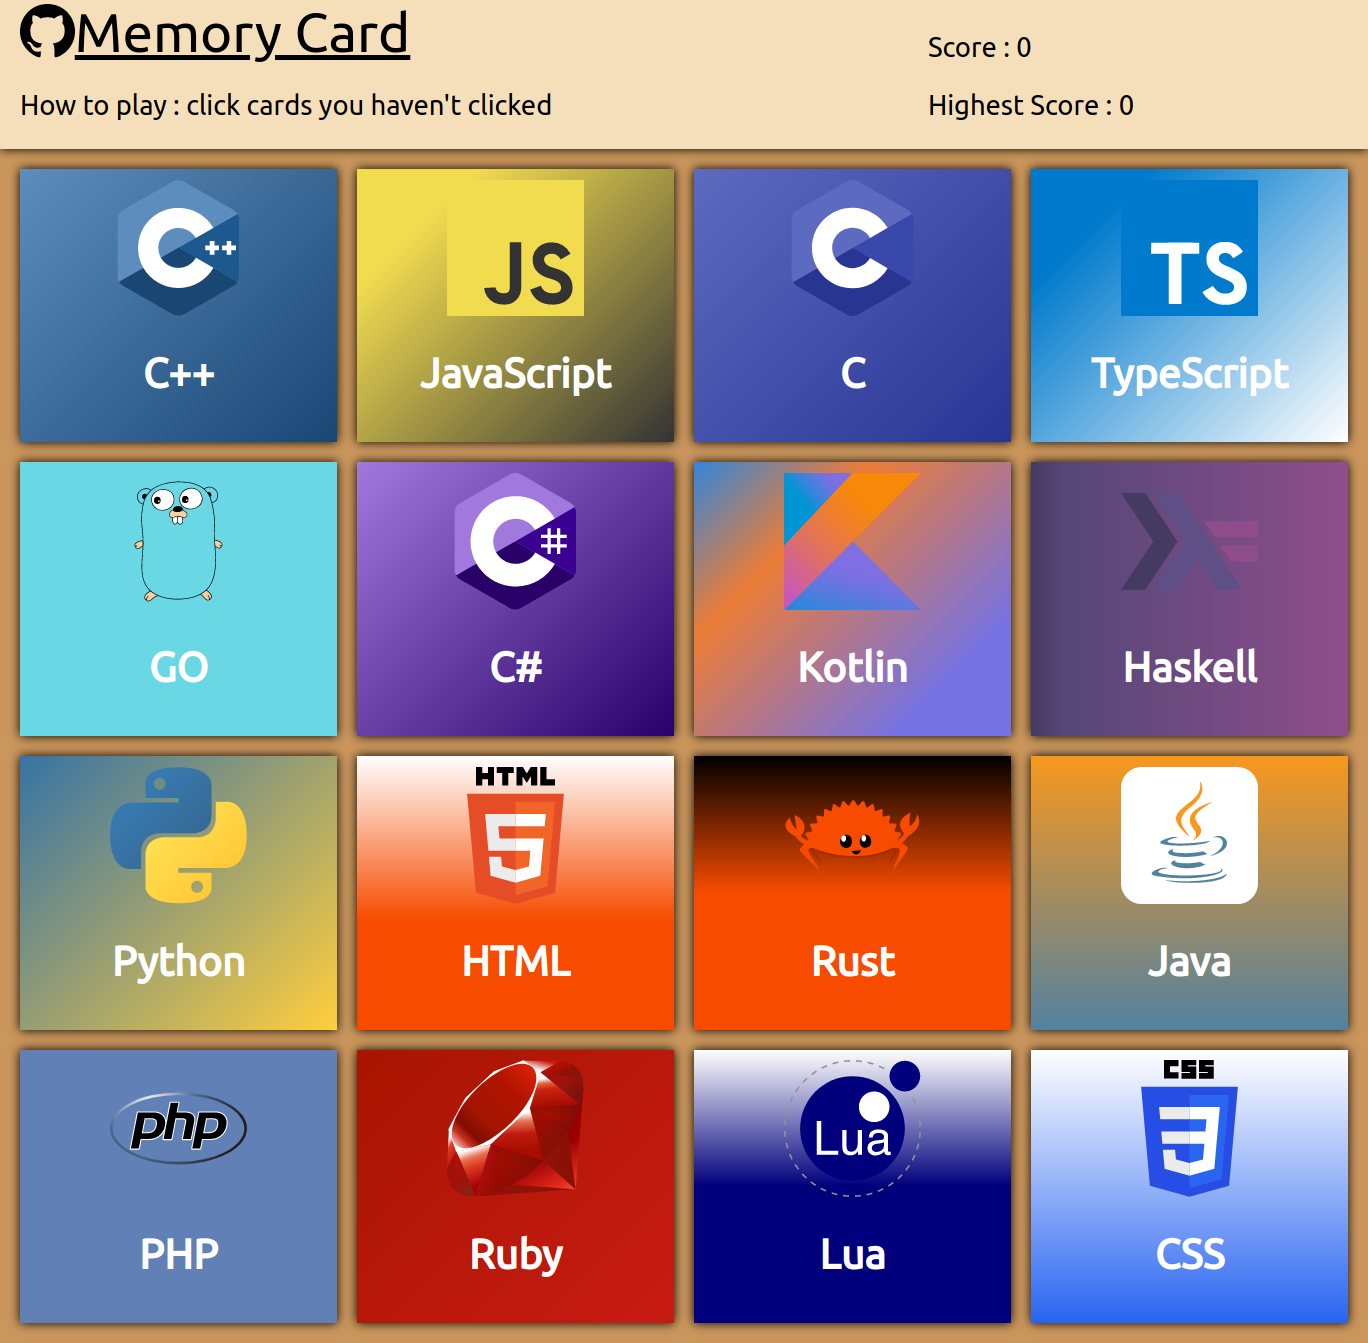 Memory Card
Score : 0
How to play : click cards you haven't clicked
Highest Score : 0
C++
C++
JS
JavaScript
C
C
TS
TypeScript
GO
C#
C#
Kotlin
Haskell
Python
HTML
5
HTML
Rust
Java
php
PHP
Ruby
Lua
Lua
CSS
3
CSS